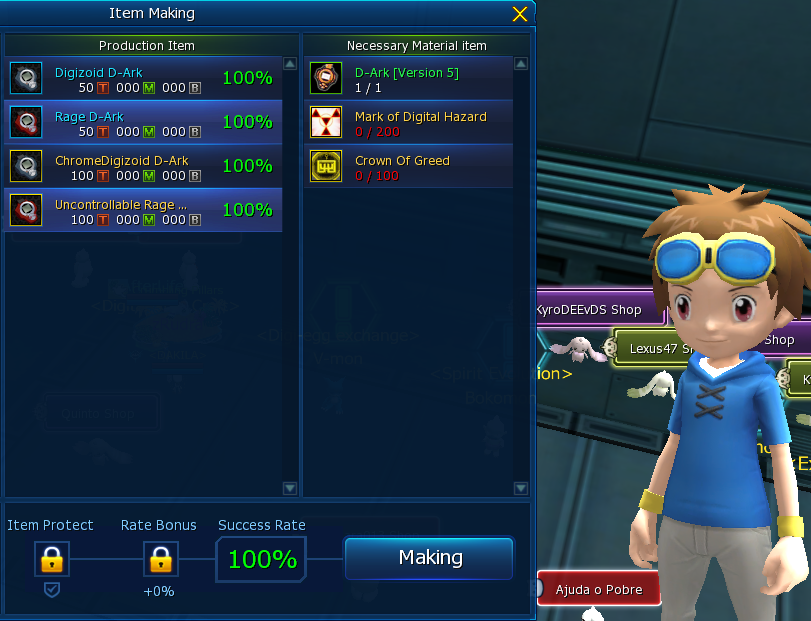 Item Making
Production Item
Digizoid D-Ark
50 T 000 M 000 B
100%
Rage D-Ark
50 T 000 M 000 B
100%
ChromeDigizoid D-Ark
100 T 000 M 000 B
100%
Uncontrollable Rage ...
100 T 000 M 000 B
100%
Necessary Material item
D-Ark [Version 5]
1 / 1
Mark of Digital Hazard
0 / 200
Crown Of Greed
0 / 100
Item Protect
Rate Bonus
+0%
Success Rate
100%
Making
KyroDEEvDS Shop
Shop
Lexus47 S
ion>
Ajuda o Pobre